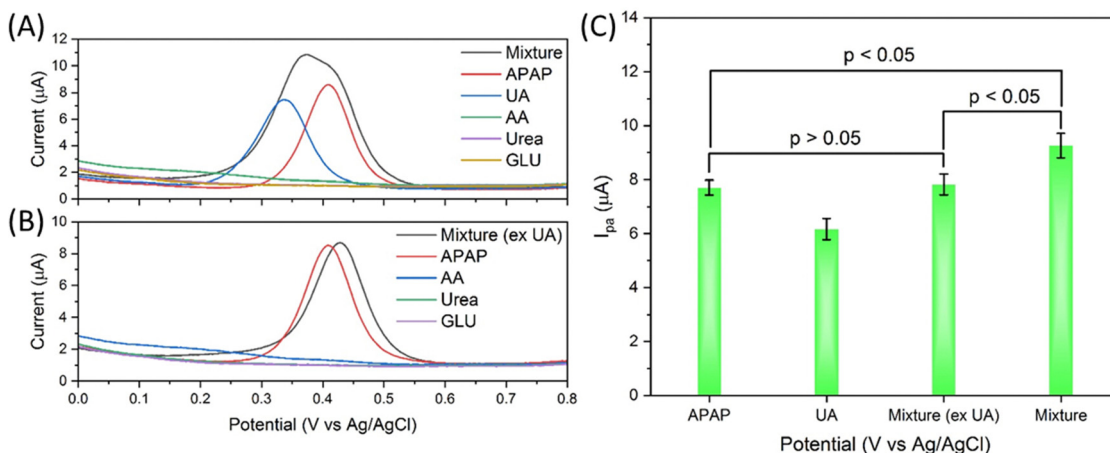 (A)
12
10
8
6
4
2
0
Current (μA)
Mixture
APAP
UA
AA
Urea
GLU
(B)
10
8
6
4
2
0
Current (μA)
Mixture (ex UA)
APAP
AA
Urea
GLU
0.0 0.1 0.2 0.3 0.4 0.5 0.6 0.7 0.8
Potential (V vs Ag/AgCl)
(C)
14
12
10
8
6
4
2
0
Ipa (μA)
p < 0.05
p < 0.05
p > 0.05
APAP UA Mixture (ex UA) Mixture
Potential (V vs Ag/AgCl)